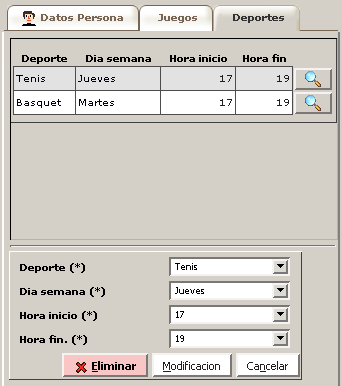 Datos Persona Juegos Deportes
Deporte Dia semana Hora inicio Hora fin
Tenis Jueves 17 19
Basquet Martes 17 19
Deporte (*) Tenis
Dia semana (*) Jueves
Hora inicio (*) 17
Hora fin. (*) 19
Eliminar Modificacion Cancelar